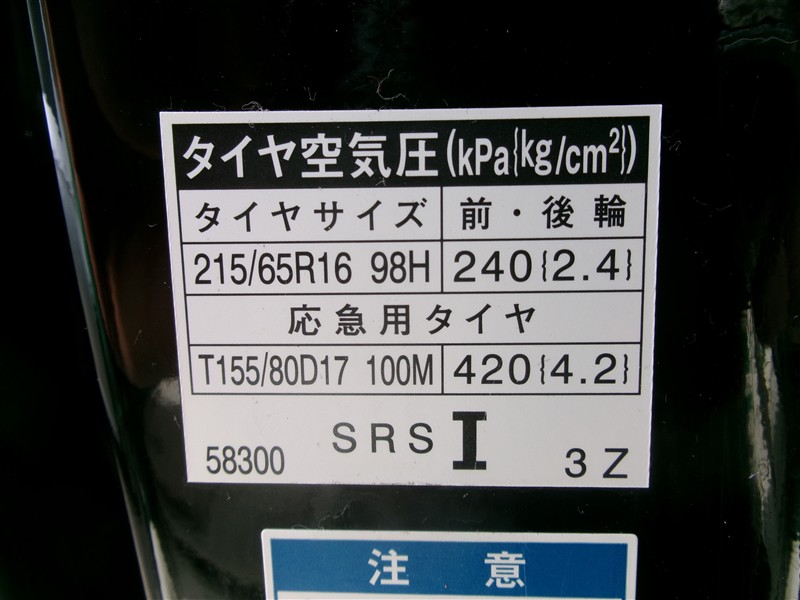 タイヤ空気圧(kPa{kg/cm²})
タイヤサイズ 前・後輪
215/65R16 98H 240{2.4}
応急用タイヤ
T155/80D17 100M 420{4.2}
SRS I
58300 3Z
注意